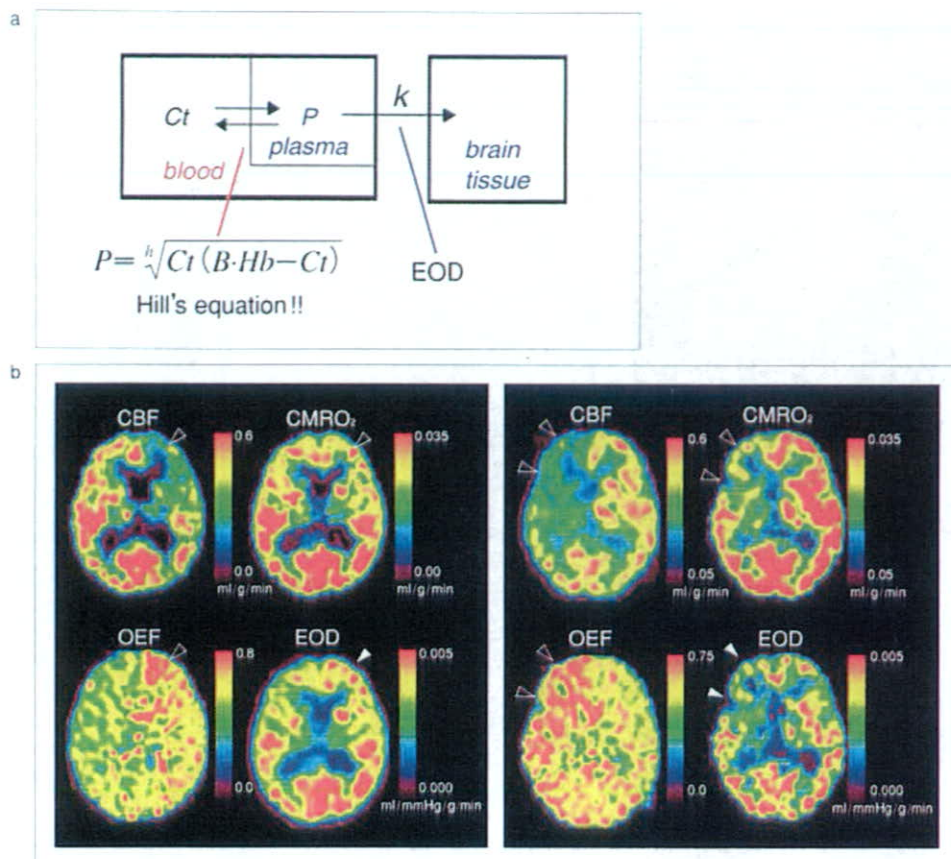 a
Ct
P
k
plasma
blood
brain
tissue
P= h√Ct (B·Hb−Ct)
EOD
Hill's equation !!
b
CBF
CMRO₂
0.6
0.035
0.0
0.00
ml/g/min
ml/g/min
OEF
EOD
0.8
0.005
0.0
0.000
ml/mmHg/g/min
CBF
CMRO₂
0.6
0.035
0.05
0.05
ml/g/min
ml/g/min
OEF
EOD
0.75
0.005
0.0
0.000
ml/mmHg/g/min